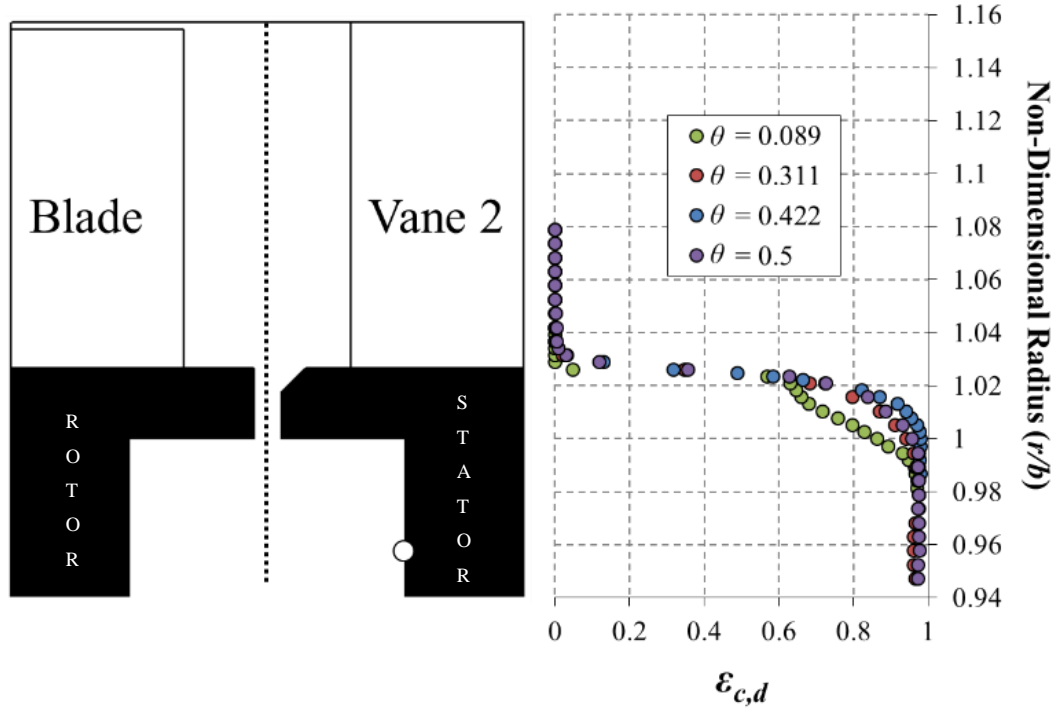 Blade
Vane 2
ROTOR
STATOR
θ = 0.089
θ = 0.311
θ = 0.422
θ = 0.5
1.16
1.14
1.12
1.1
1.08
1.06
1.04
1.02
1
0.98
0.96
0.94
Non-Dimensional Radius (r/b)
0 0.2 0.4 0.6 0.8 1
εc,d